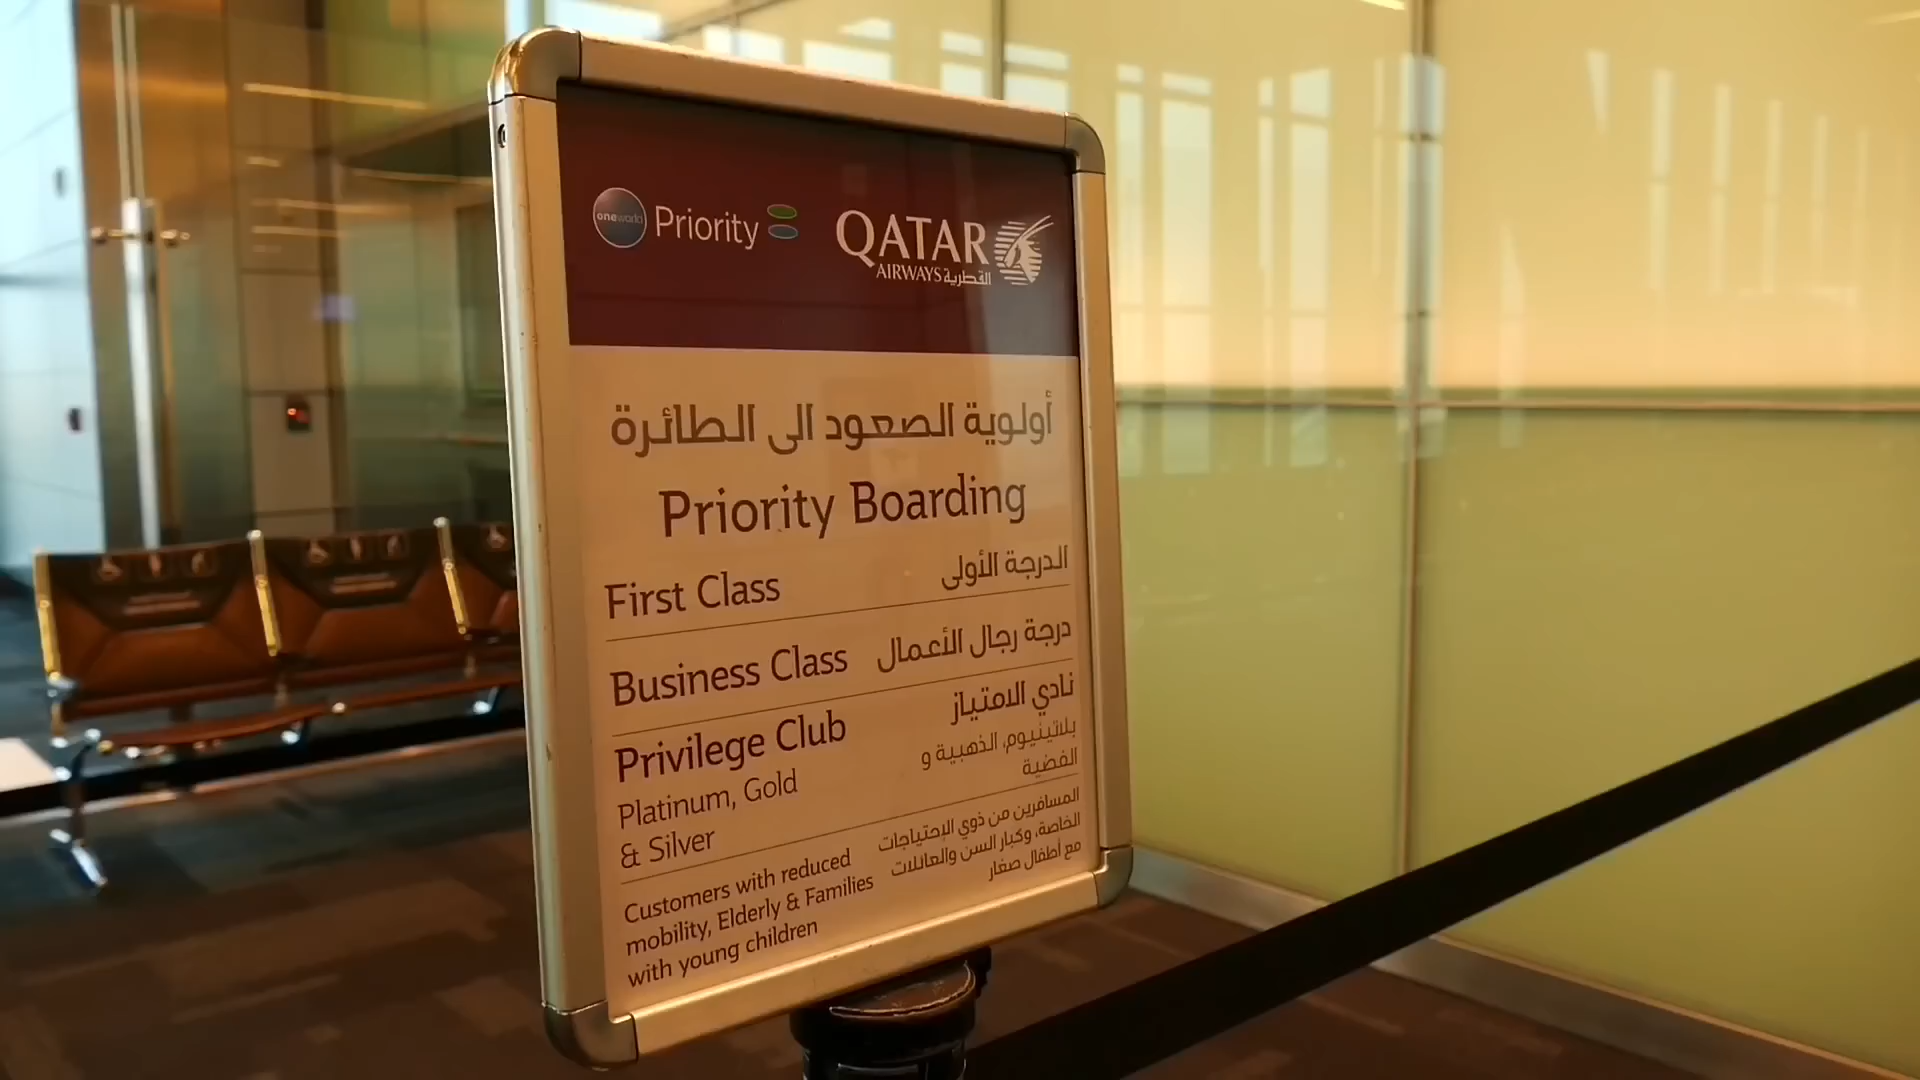 oneworld Priority
QATAR
AIRWAYS القطرية
أولوية الصعود الى الطائرة
Priority Boarding
First Class الدرجة الأولى
Business Class درجة رجال الأعمال
Privilege Club نادي الامتياز
Platinum, Gold بلاتينيوم, الذهبية و
& Silver الفضية
Customers with reduced المسافرين من ذوي الإحتياجات
mobility, Elderly & Families الخاصة, وكبار السن والعائلات
with young children مع أطفال صغار